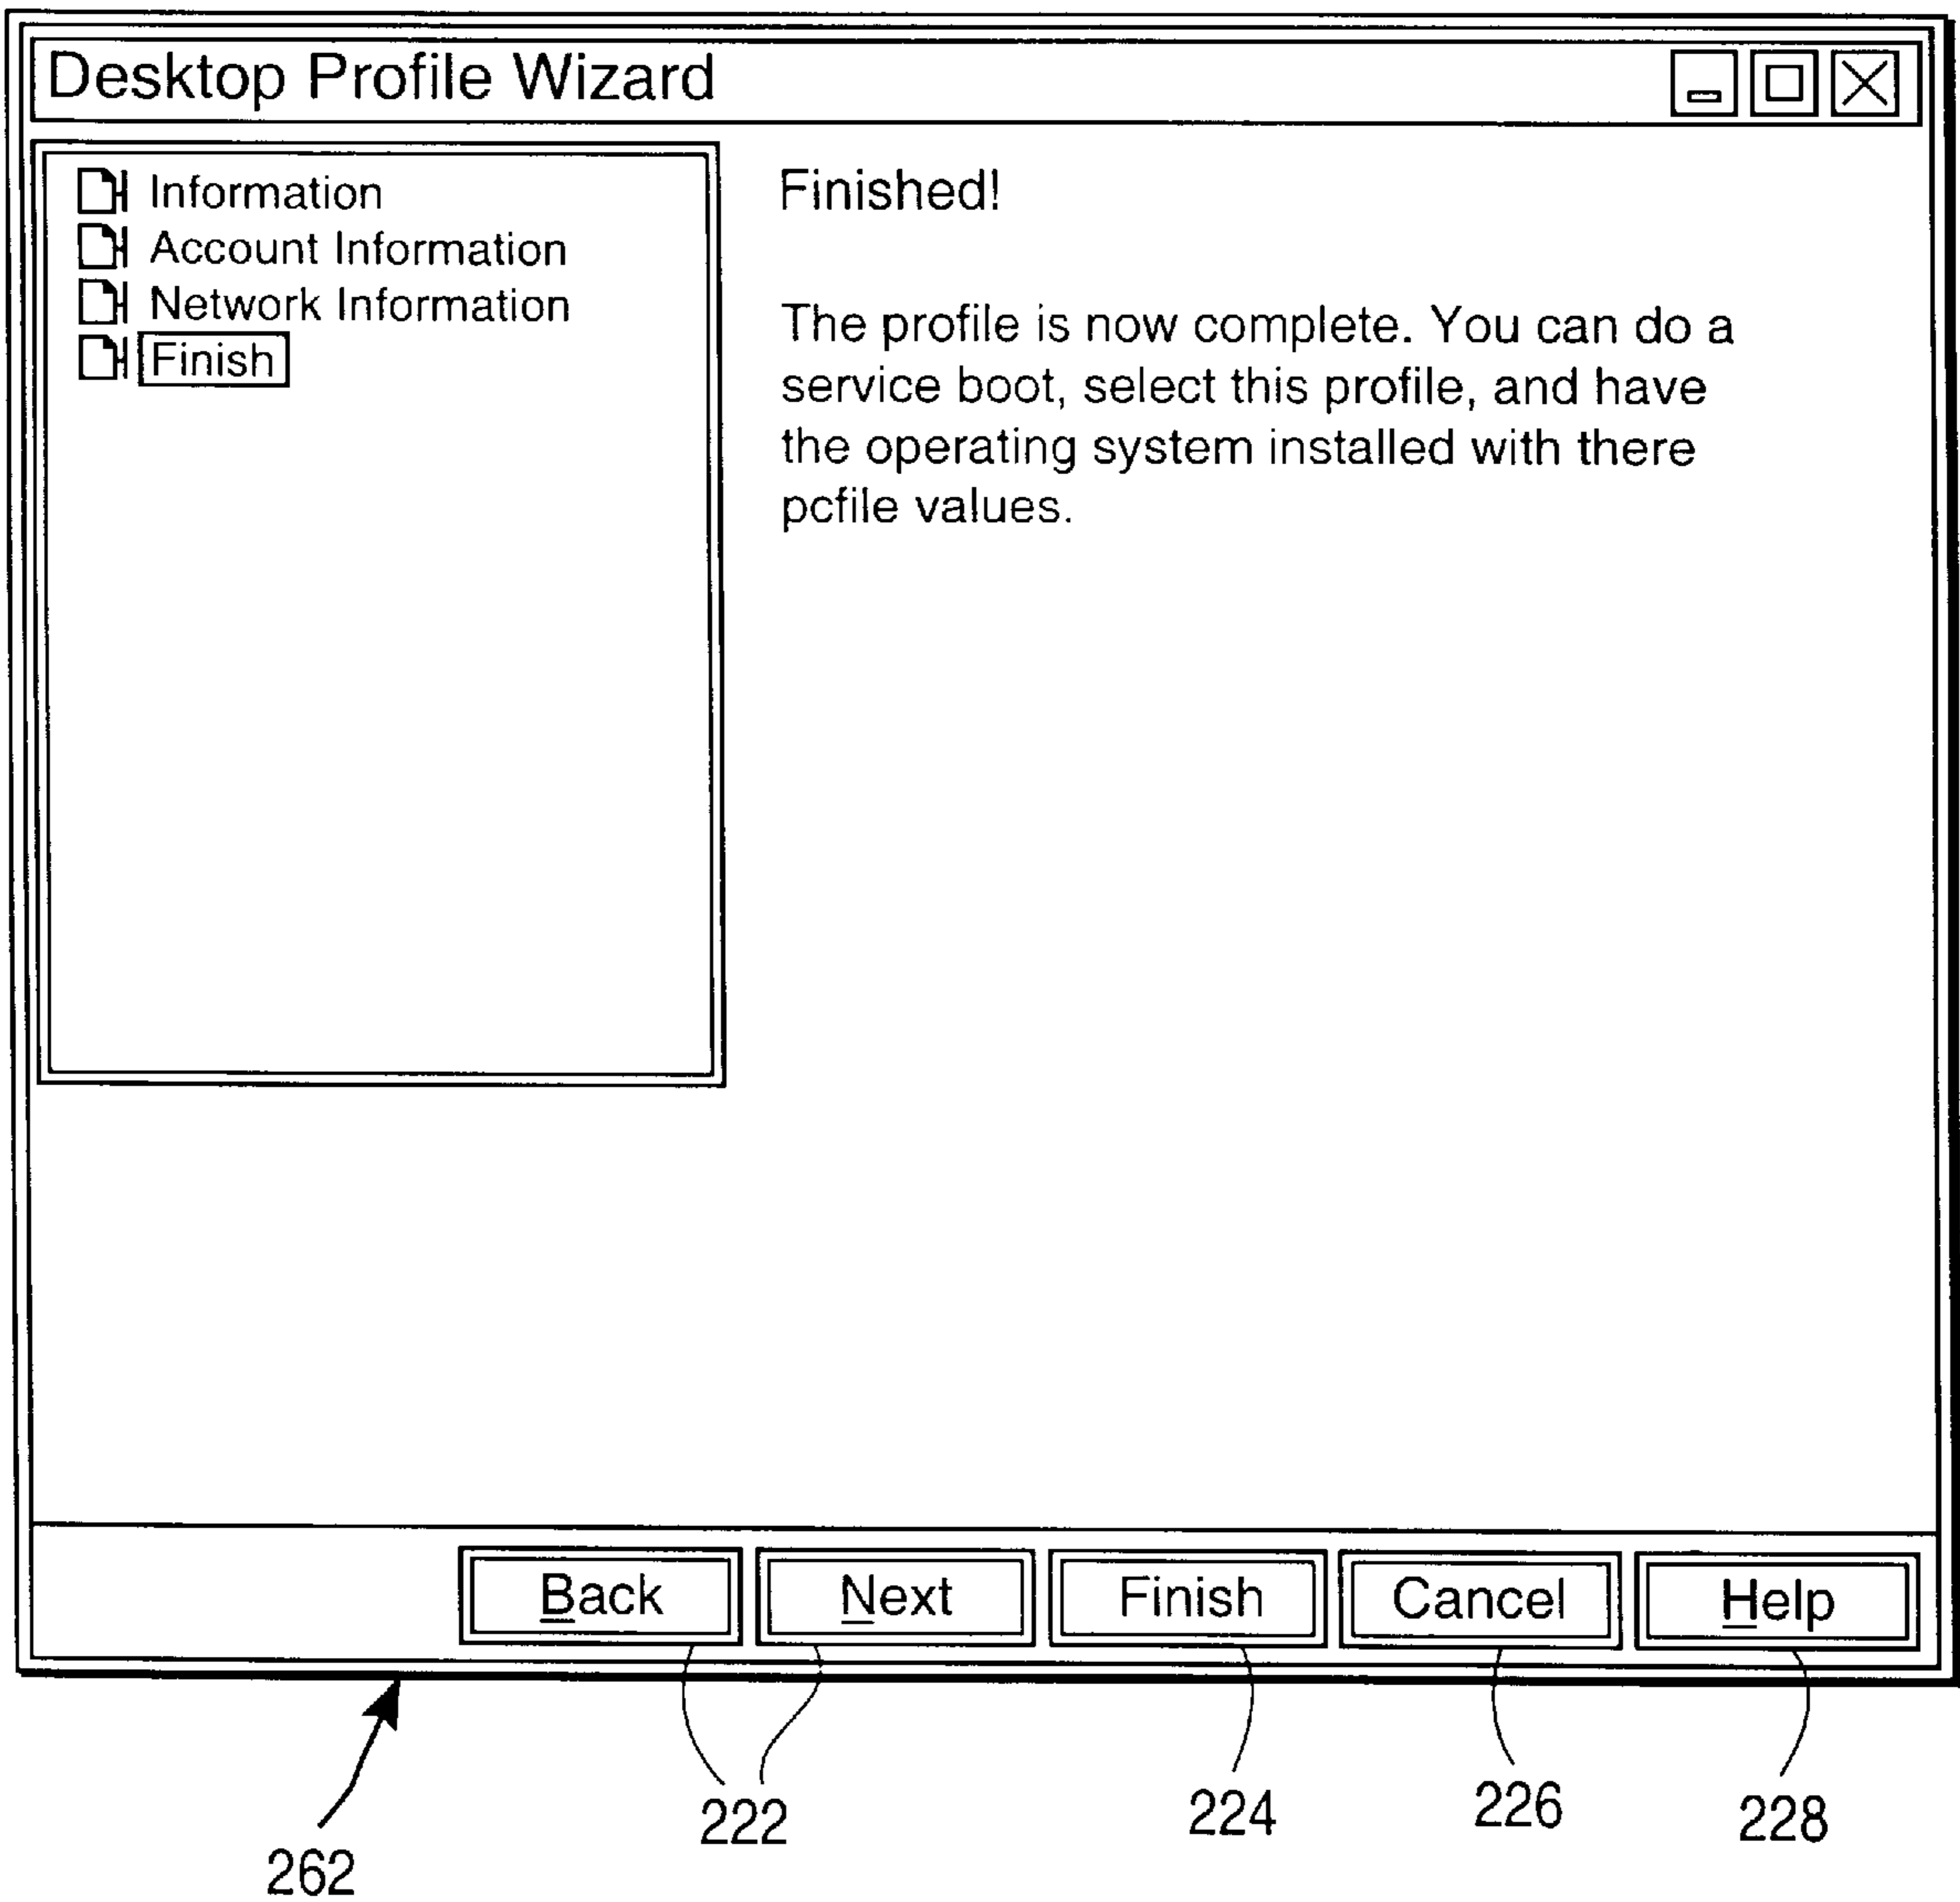 Desktop Profile Wizard
Information
Account Information
Network Information
Finish
Finished!
The profile is now complete. You can do a
service boot, select this profile, and have
the operating system installed with there
pcfile values.
Back Next Finish Cancel Help
222 224 226 228
262